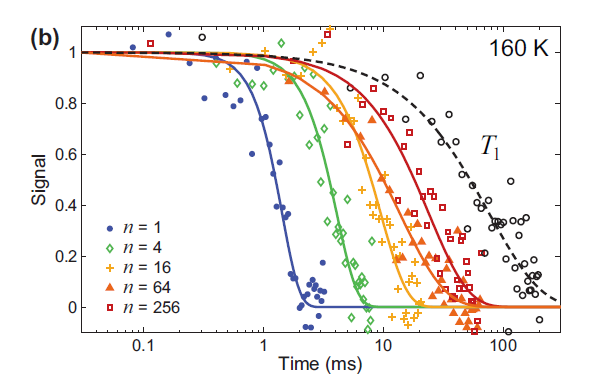 (b)
160 K
1
0.8
0.6
0.4
0.2
0
Signal
T1
n = 1
n = 4
n = 16
n = 64
n = 256
0.1 1 10 100
Time (ms)